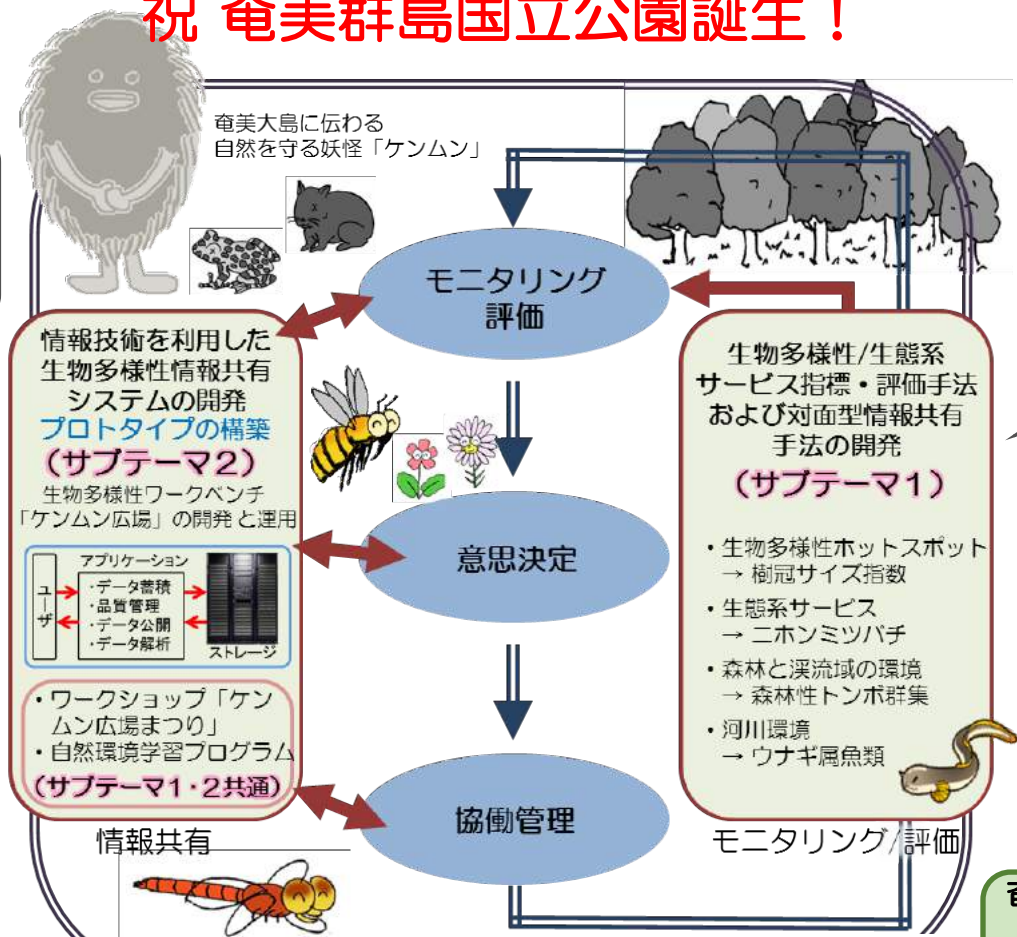 祝 奄美群島国立公園誕生！
奄美大島に伝わる
自然を守る妖怪「ケンムン」
モニタリング
評価
情報技術を利用した
生物多様性情報共有
システムの開発
プロトタイプの構築
（サブテーマ２）
生物多様性ワークベンチ
「ケンムン広場」の開発と運用
ユーザ
アプリケーション
・データ蓄積
・品質管理
・データ公開
・データ解析
ストレージ
・ワークショップ「ケン
ムン広場まつり」
・自然環境学習プログラム
（サブテーマ１・２共通）
情報共有
意思決定
協働管理
生物多様性/生態系
サービス指標・評価手法
および対面型情報共有
手法の開発
（サブテーマ１）
・生物多様性ホットスポット
→ 樹冠サイズ指数
・生態系サービス
→ ニホンミツバチ
・森林と渓流域の環境
→ 森林性トンボ群集
・河川環境
→ ウナギ属魚類
モニタリング/評価